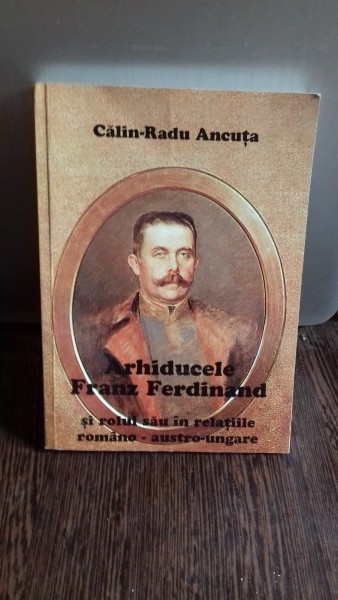 Călin-Radu Ancuța
Arhiducele
Franz Ferdinand
și rolul său în relațiile
româno - austro-ungare